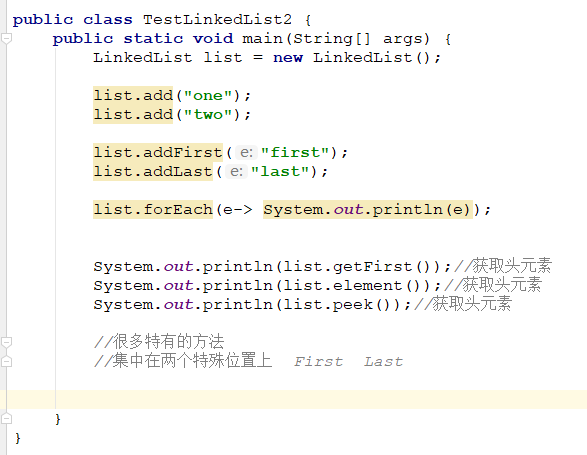 public class TestLinkedList2 {
public static void main(String[] args) {
LinkedList list = new LinkedList();
list.add("one");
list.add("two");
list.addFirst( e: "first");
list.addLast( e: "last");
list.forEach(e-> System.out.println(e));
System.out.println(list.getFirst());//获取头元素
System.out.println(list.element());//获取头元素
System.out.println(list.peek());//获取头元素
//很多特有的方法
//集中在两个特殊位置上 First Last
}
}